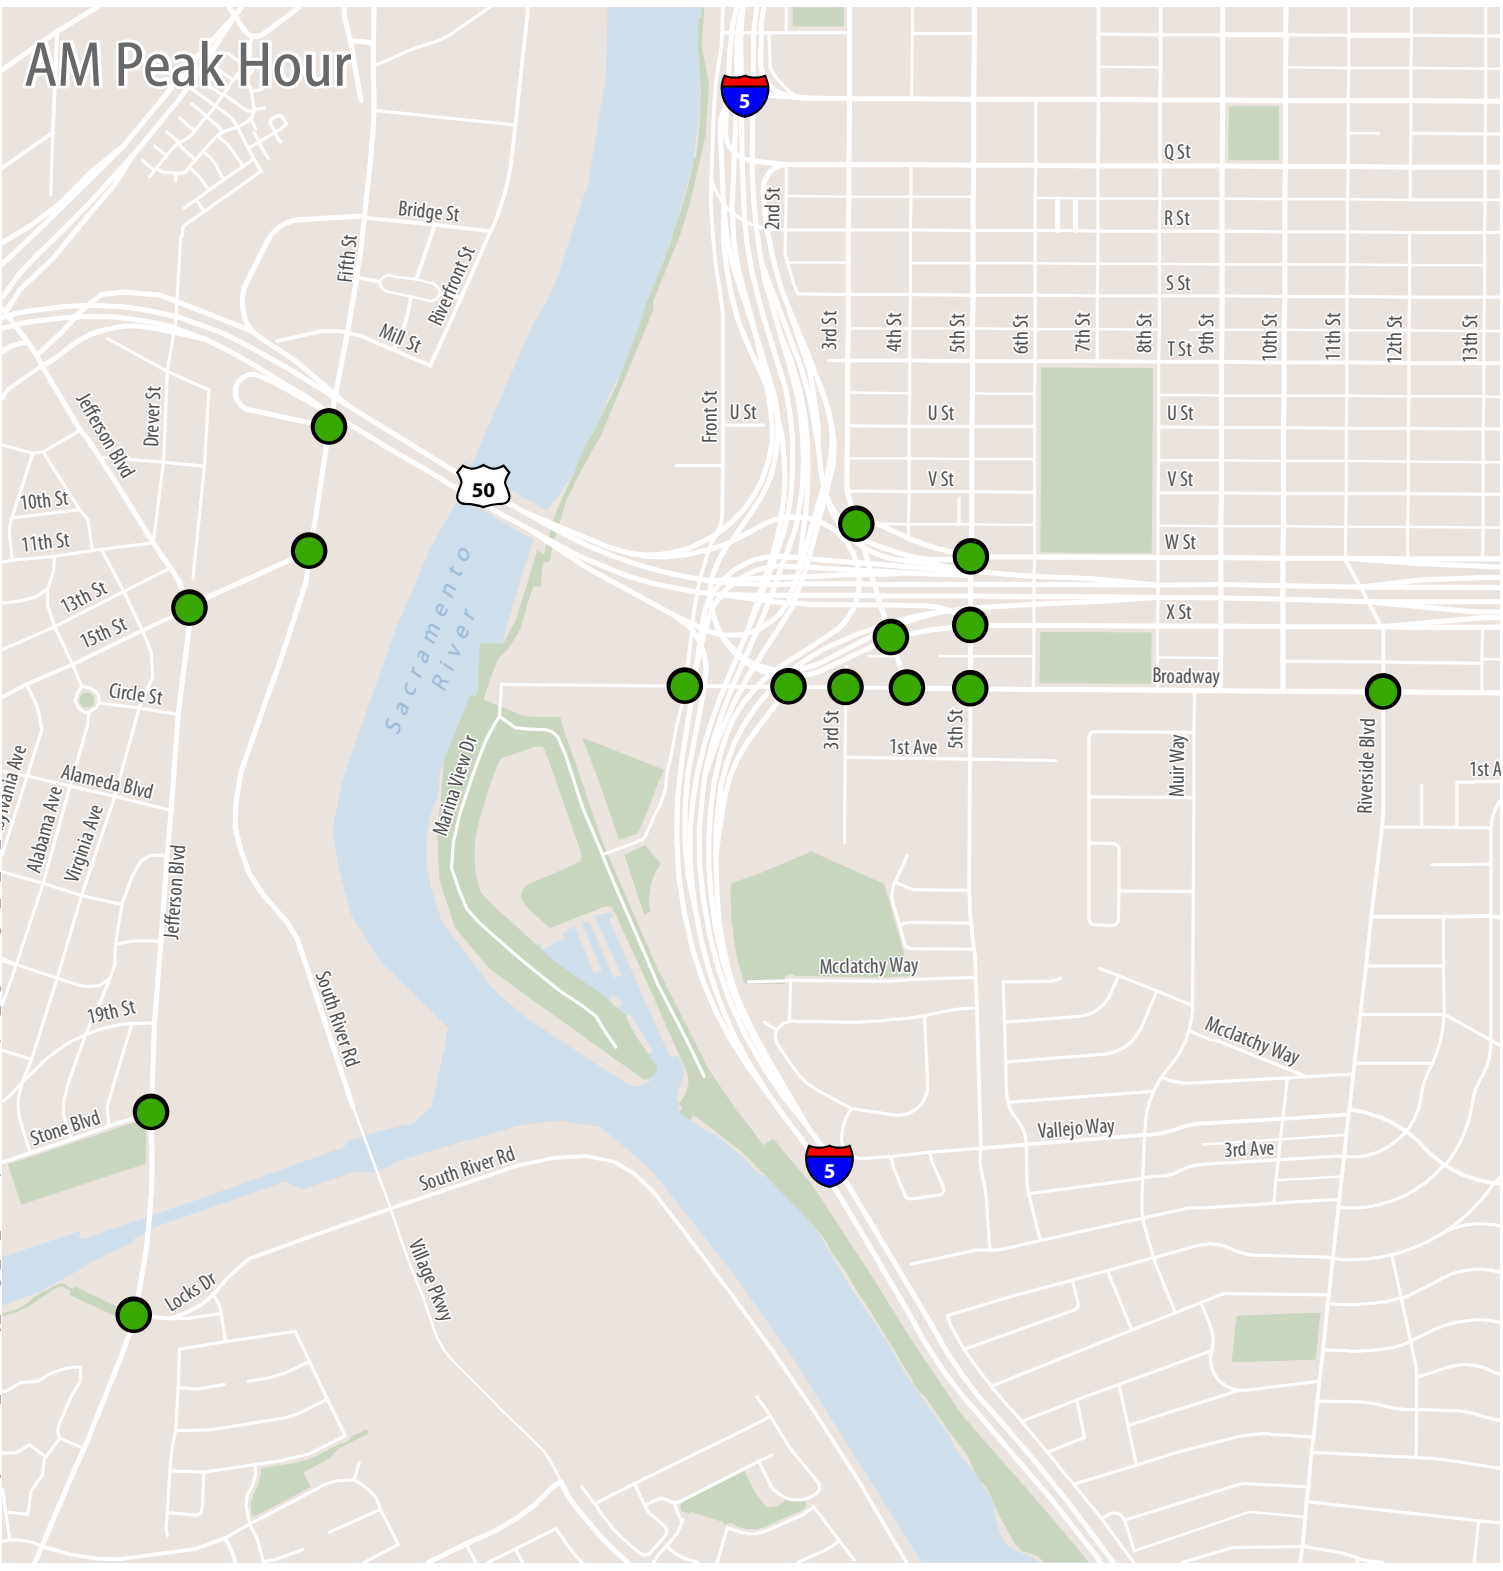 AM Peak Hour
5
Q St
2nd St
Bridge St
R St
Fifth St
Riverfront St
S St
Mill St
3rd St
4th St
5th St
6th St
7th St
8th St
9th St
10th St
11th St
12th St
13th St
T St
Jefferson Blvd
Drever St
Front St
U St
U St
U St
V St
V St
50
10th St
11th St
W St
Sacramento
River
13th St
15th St
X St
Broadway
Circle St
3rd St
5th St
1st Ave
Muir Way
Riverside Blvd
1st A
Marina View Dr
ylvania Ave
Alabama Ave
Virginia Ave
Alameda Blvd
Jefferson Blvd
Mcclatchy Way
19th St
South River Rd
Mcclatchy Way
Stone Blvd
Vallejo Way
3rd Ave
5
South River Rd
Locks Dr
Village Pkwy